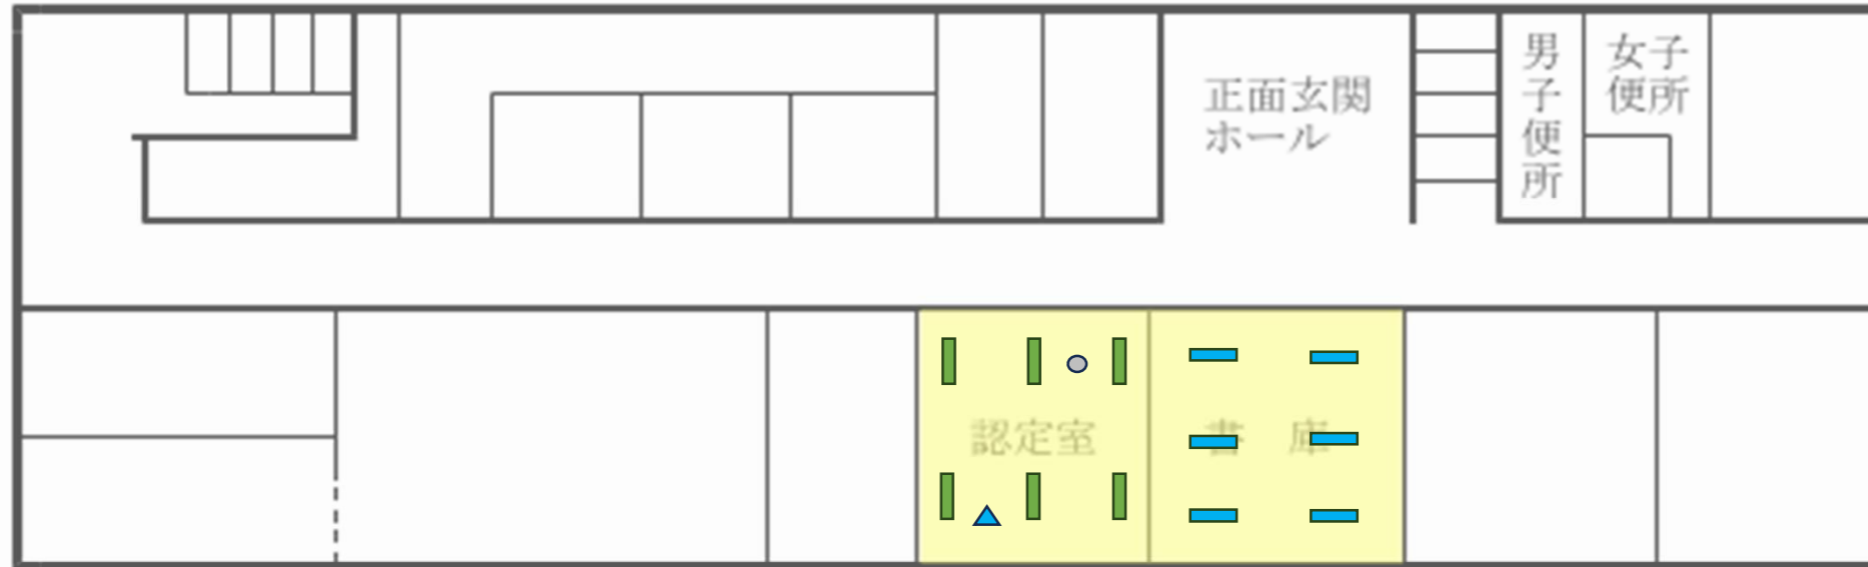 正面玄関
ホール
男子便所
女子
便所
認定室
書 庫